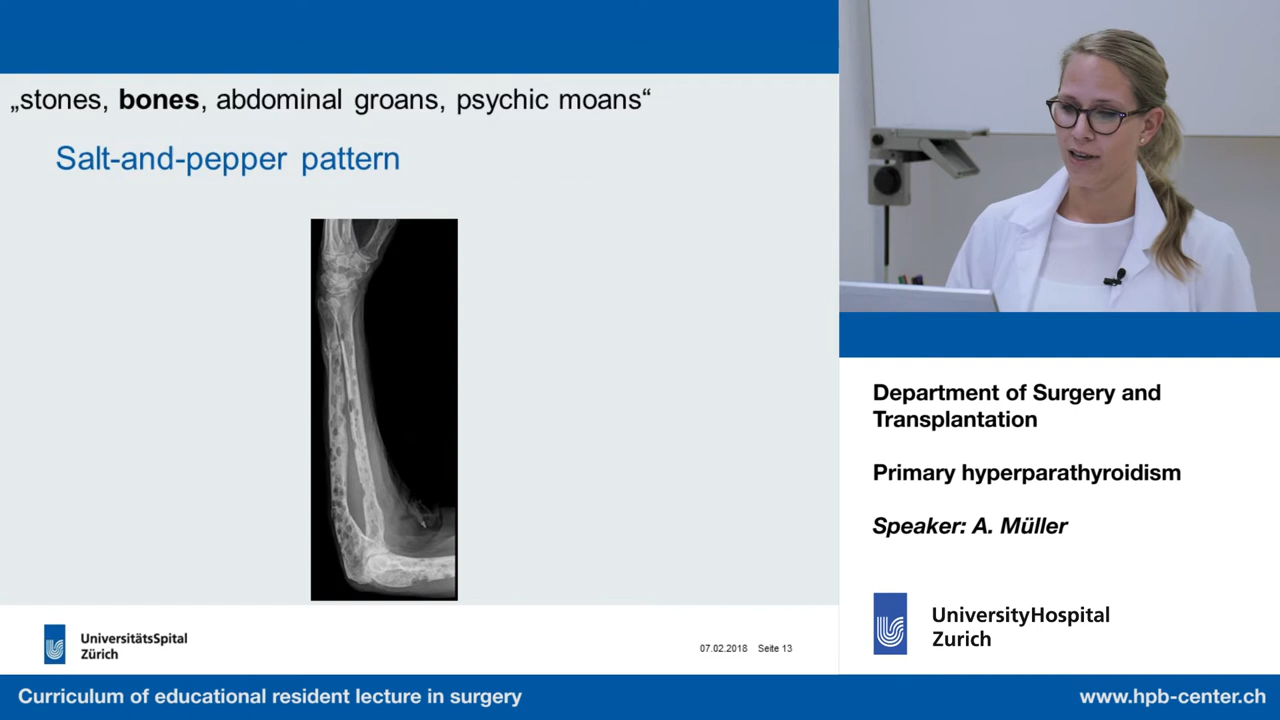 „stones, bones, abdominal groans, psychic moans“
Salt-and-pepper pattern
UniversitätsSpital
Zürich
07.02.2018 Seite 13
Department of Surgery and
Transplantation
Primary hyperparathyroidism
Speaker: A. Müller
UniversityHospital
Zurich
Curriculum of educational resident lecture in surgery
www.hpb-center.ch